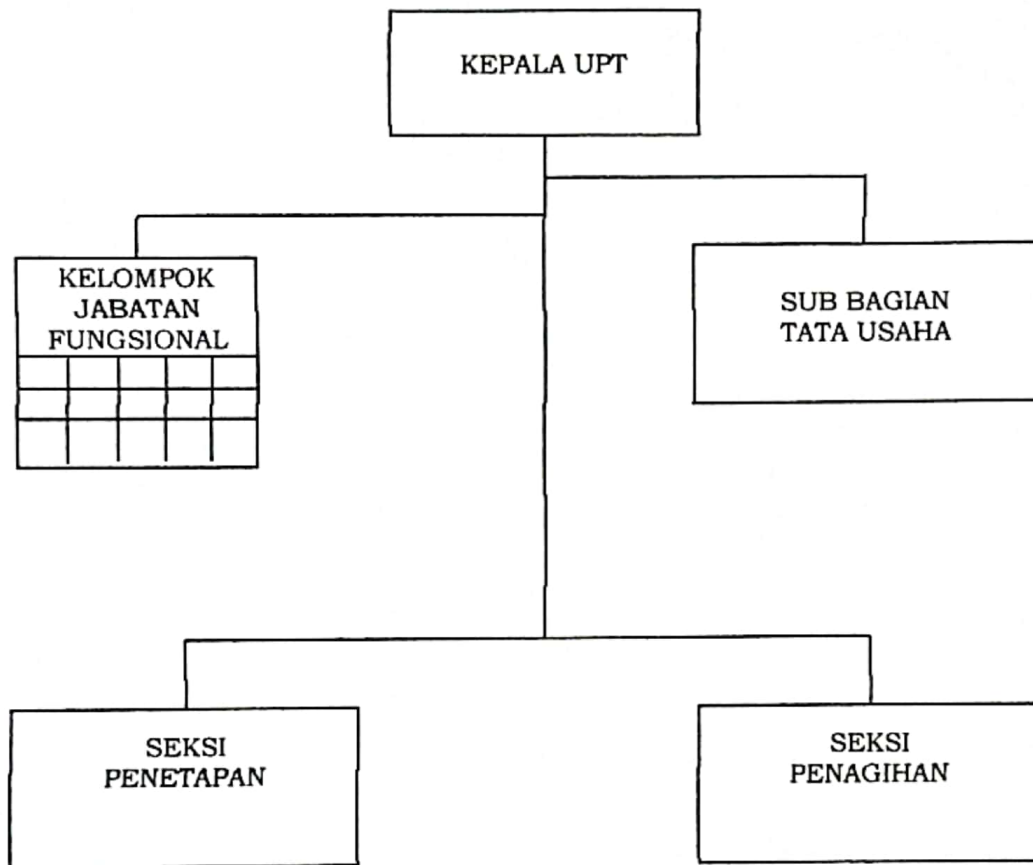 KEPALA UPT
KELOMPOK
JABATAN
FUNGSIONAL
SUB BAGIAN
TATA USAHA
SEKSI
PENETAPAN
SEKSI
PENAGIHAN